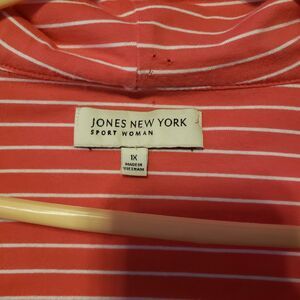 JONES NEW YORK
SPORT WOMAN
1X
MADE IN
VIETNAM